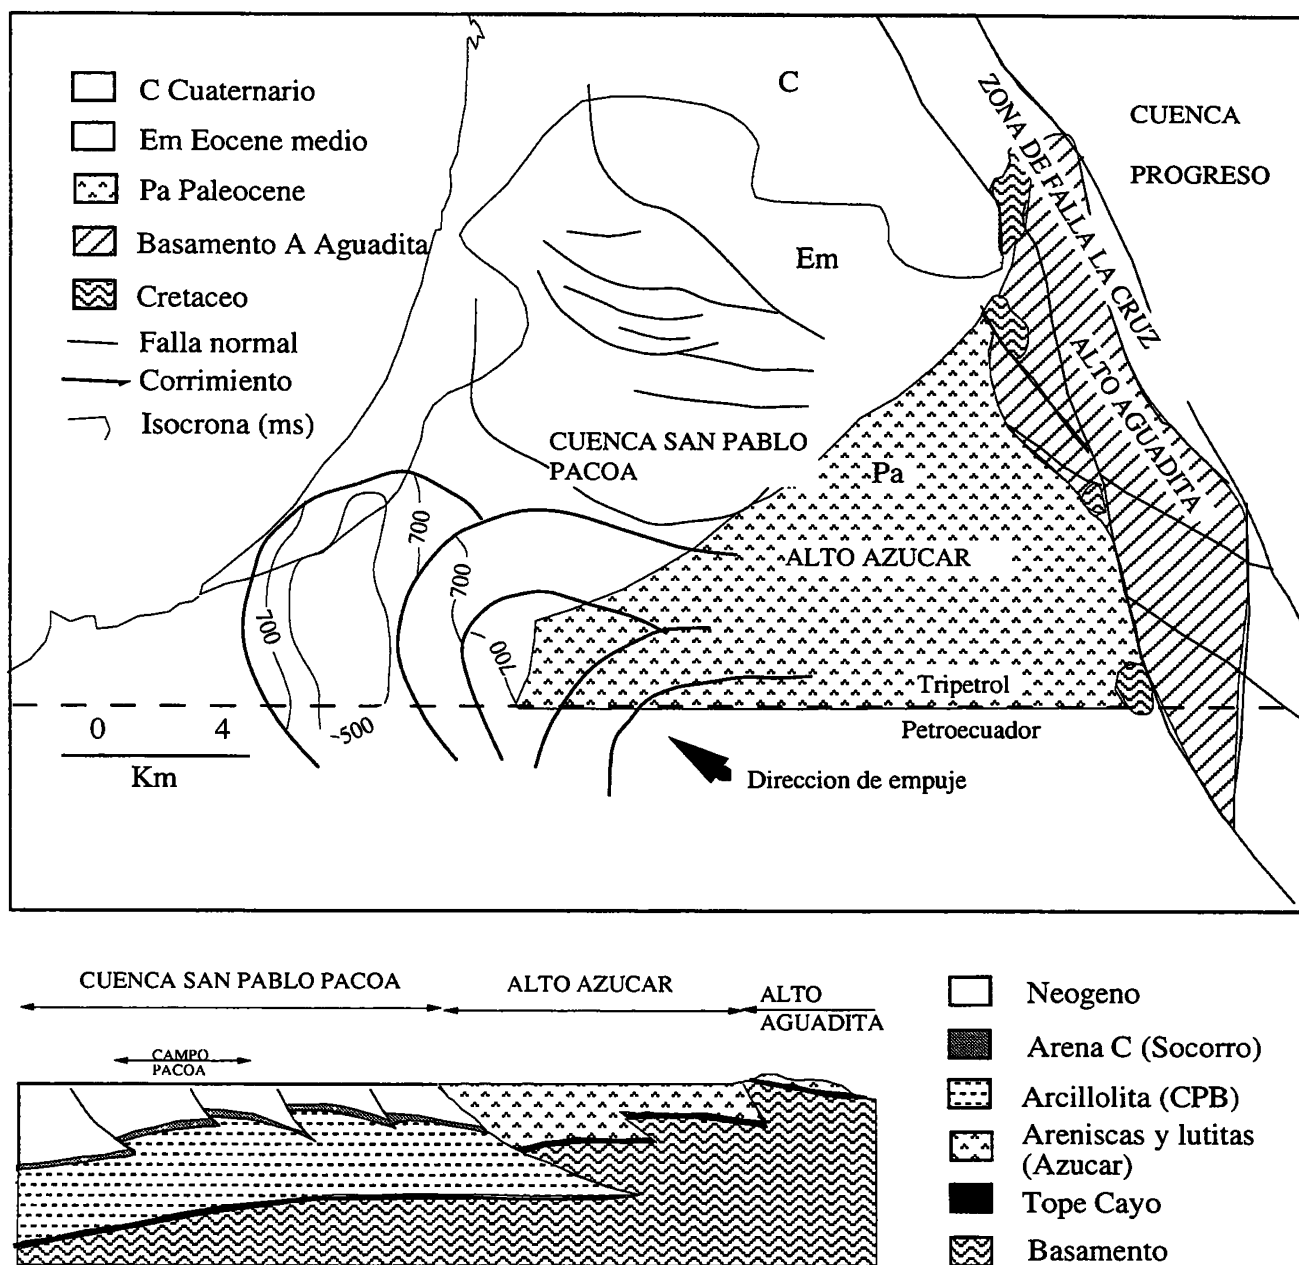 C Cuaternario
Em Eocene medio
Pa Paleocene
Basamento A Aguadita
Cretaceo
Falla normal
Corrimiento
Isocrona (ms)
C
ZONA DE FALLA LA CRUZ
CUENCA
PROGRESO
Em
ALTO AGUADITA
CUENCA SAN PABLO
PACOA
Pa
ALTO AZUCAR
700
700
700
700
~500
Tripetrol
Petroecuador
0 4
Km
Direccion de empuje
CUENCA SAN PABLO PACOA
ALTO AZUCAR
ALTO
AGUADITA
CAMPO
PACOA
Neogeno
Arena C (Socorro)
Arcillolita (CPB)
Areniscas y lutitas
(Azucar)
Tope Cayo
Basamento